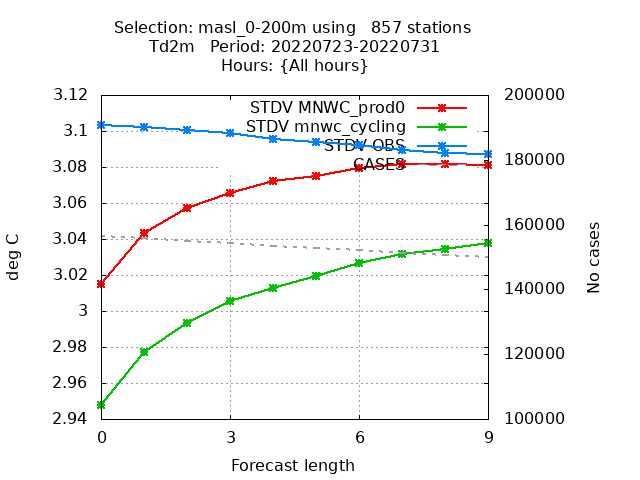 Selection: masl_0-200m using   857 stations
Td2m   Period: 20220723-20220731
Hours: {All hours}
STDV MNWC_prod0
STDV mnwc_cycling
STDV OBS
CASES
3.12
3.1
3.08
3.06
3.04
3.02
3
2.98
2.96
2.94
deg C
200000
180000
160000
140000
120000
100000
No cases
0 3 6 9
Forecast length